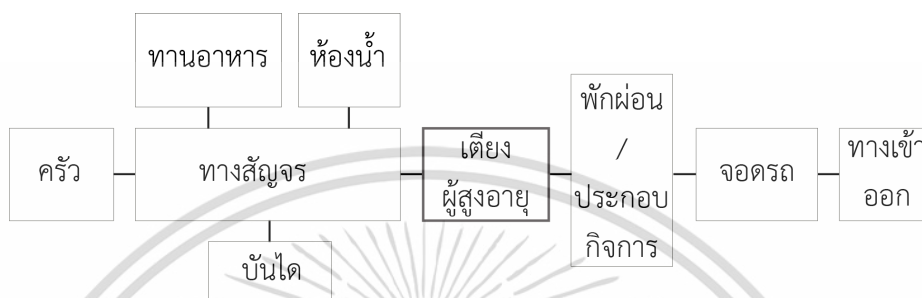 ทานอาหาร
ห้องน้ำ
ครัว
ทางสัญจร
เตียง
ผู้สูงอายุ
พักผ่อน
/
ประกอบ
กิจการ
จอดรถ
ทางเข้า
ออก
บันได